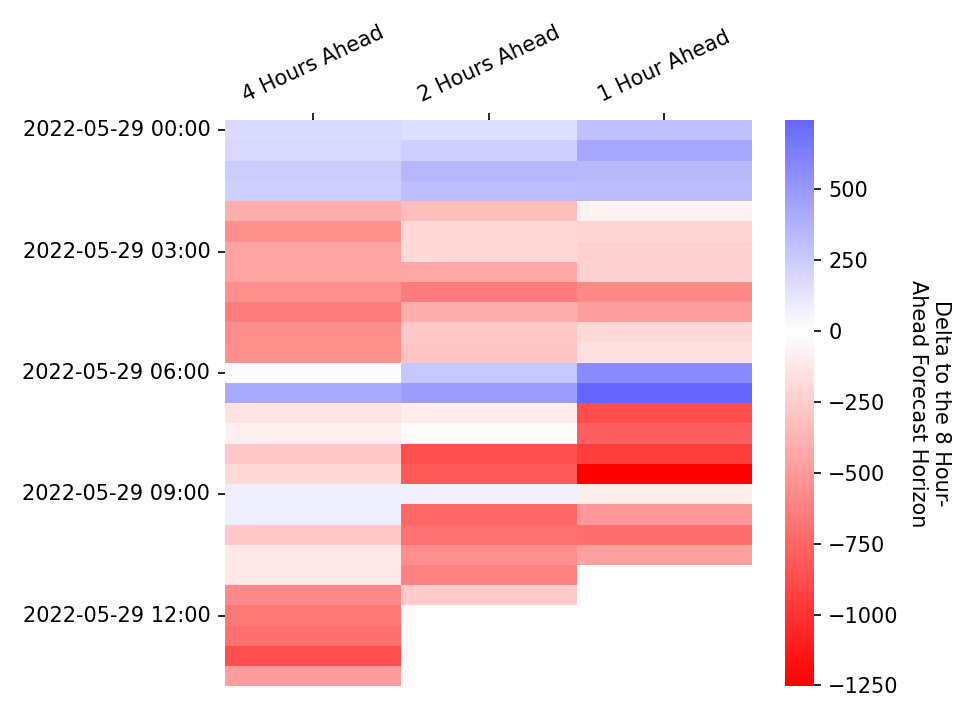 4 Hours Ahead
2 Hours Ahead
1 Hour Ahead
2022-05-29 00:00
2022-05-29 03:00
2022-05-29 06:00
2022-05-29 09:00
2022-05-29 12:00
500
250
0
−250
−500
−750
−1000
−1250
Delta to the 8 Hour-
Ahead Forecast Horizon